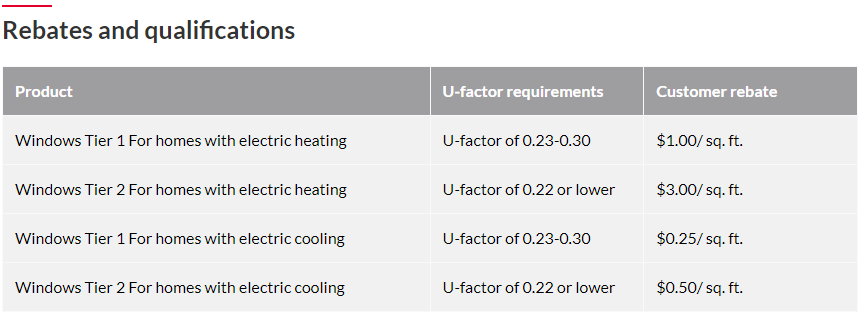 Rebates and qualifications
Product U-factor requirements Customer rebate
Windows Tier 1 For homes with electric heating U-factor of 0.23-0.30 $1.00/ sq. ft.
Windows Tier 2 For homes with electric heating U-factor of 0.22 or lower $3.00/ sq. ft.
Windows Tier 1 For homes with electric cooling U-factor of 0.23-0.30 $0.25/ sq. ft.
Windows Tier 2 For homes with electric cooling U-factor of 0.22 or lower $0.50/ sq. ft.